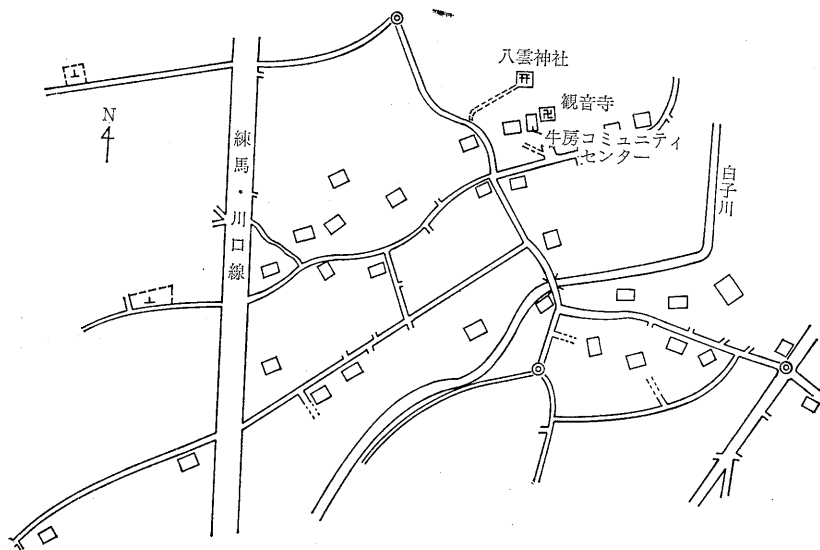 八雲神社
観音寺
牛房コミュニティ
センター
N
練馬・川口線
白子川